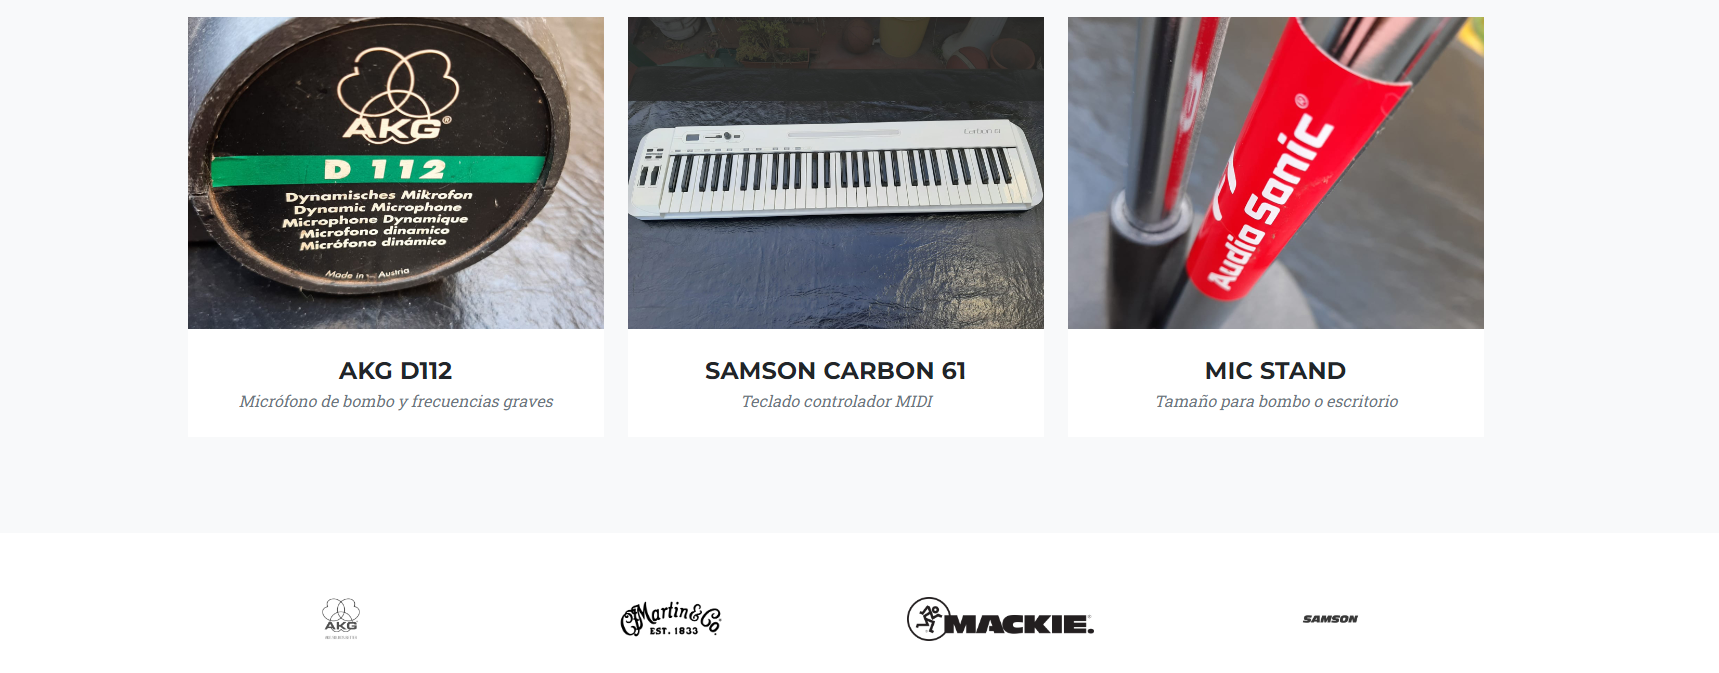 AKG®
D 112
Dynamisches Mikrofon
Dynamic Microphone
Microphone Dynamique
Microfono dinamico
Micrófono dinámico
Made in Austria
Carbon 61
Audio Sonic®
AKG D112
Micrófono de bombo y frecuencias graves
SAMSON CARBON 61
Teclado controlador MIDI
MIC STAND
Tamaño para bombo o escritorio
AKG
Martin & Co.
EST. 1833
MACKIE.
SAMSON